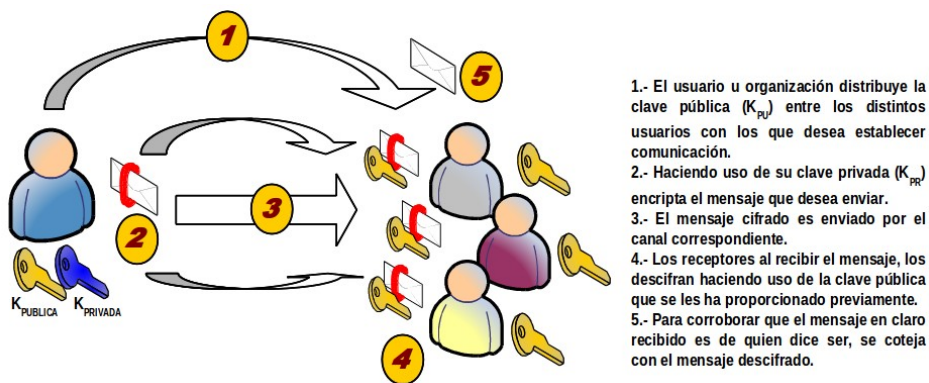 1
5
3
2
4
K PUBLICA K PRIVADA
1.- El usuario u organización distribuye la
clave pública (K PU) entre los distintos
usuarios con los que desea establecer
comunicación.
2.- Haciendo uso de su clave privada (K PR)
encripta el mensaje que desea enviar.
3.- El mensaje cifrado es enviado por el
canal correspondiente.
4.- Los receptores al recibir el mensaje, los
descifran haciendo uso de la clave pública
que se les ha proporcionado previamente.
5.- Para corroborar que el mensaje en claro
recibido es de quien dice ser, se coteja
con el mensaje descifrado.